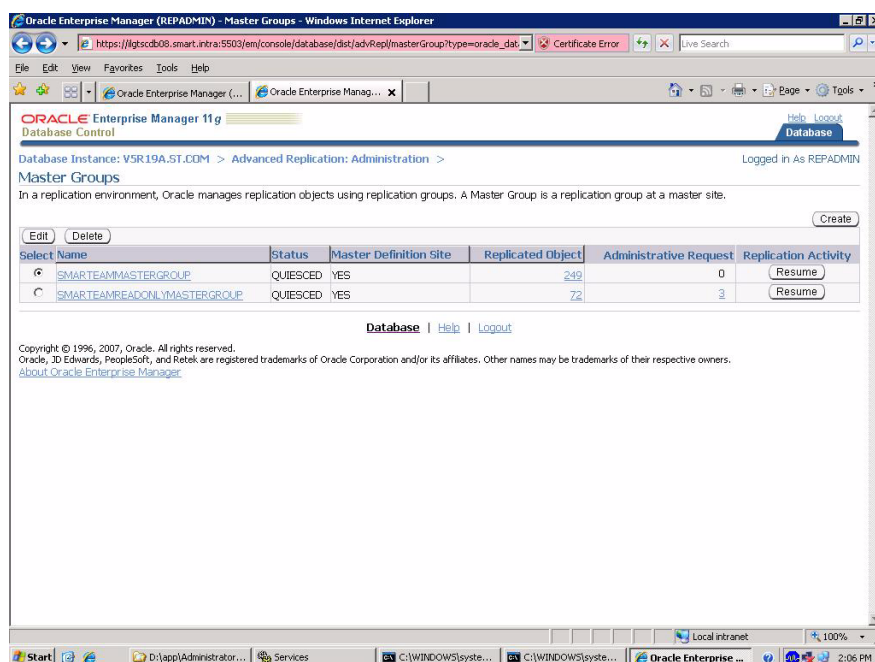 Oracle Enterprise Manager (REPADMIN) - Master Groups - Windows Internet Explorer
https://ilgtscdb08.smart.intra:5503/em/console/database/dist/advRepl/masterGroup?type=oracle_dat Certificate Error Live Search
File Edit View Favorites Tools Help
Oracle Enterprise Manager (... Oracle Enterprise Manag... Page Tools
ORACLE Enterprise Manager 11g Help Logout
Database Control Database
Database Instance: V5R19A.ST.COM > Advanced Replication: Administration > Logged in As REPADMIN
Master Groups
In a replication environment, Oracle manages replication objects using replication groups. A Master Group is a replication group at a master site.
Create
Edit Delete
Select Name Status Master Definition Site Replicated Object Administrative Request Replication Activity
SMARTEAMMASTERGROUP QUIESCED YES 249 0 Resume
SMARTEAMREADONLYMASTERGROUP QUIESCED YES 72 3 Resume
Database | Help | Logout
Copyright © 1996, 2007, Oracle. All rights reserved.
Oracle, JD Edwards, PeopleSoft, and Retek are registered trademarks of Oracle Corporation and/or its affiliates. Other names may be trademarks of their respective owners.
About Oracle Enterprise Manager
Local intranet 100%
Start D:\app\Administrator... Services C:\WINDOWS\syste... C:\WINDOWS\syste... Oracle Enterprise ... 2:06 PM